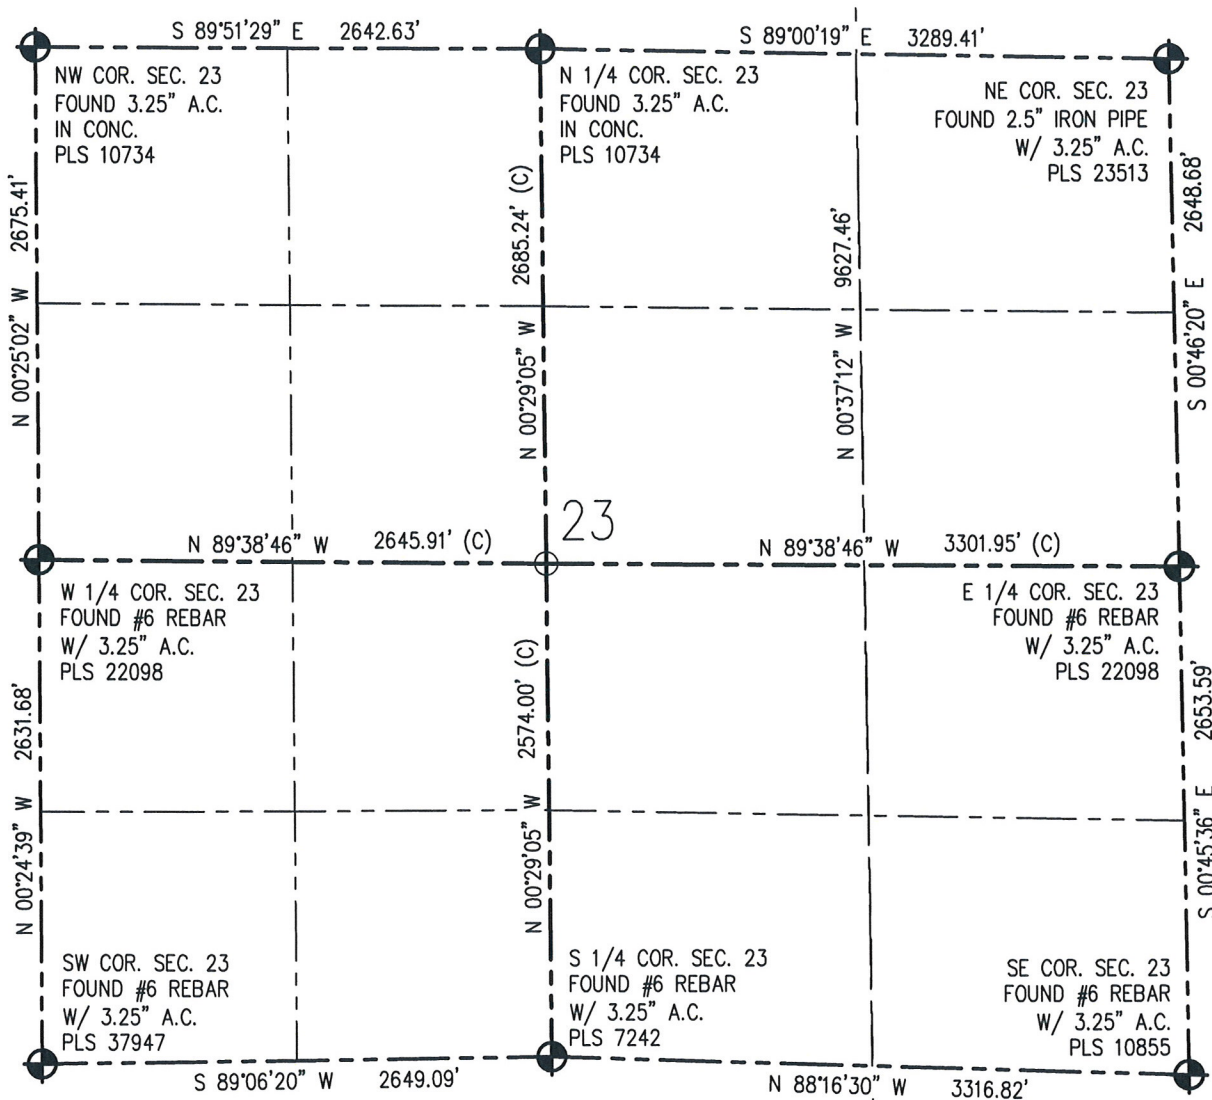 S 89°51'29" E 2642.63'
S 89°00'19" E 3289.41'
NW COR. SEC. 23
FOUND 3.25" A.C.
IN CONC.
PLS 10734
N 1/4 COR. SEC. 23
FOUND 3.25" A.C.
IN CONC.
PLS 10734
NE COR. SEC. 23
FOUND 2.5" IRON PIPE
W/ 3.25" A.C.
PLS 23513
N 00°25'02" W 2675.41'
N 00°29'05" W 2685.24' (C)
N 00°37'12" W 9627.46'
S 00°46'20" E 2648.68'
23
N 89°38'46" W 2645.91' (C)
N 89°38'46" W 3301.95' (C)
W 1/4 COR. SEC. 23
FOUND #6 REBAR
W/ 3.25" A.C.
PLS 22098
E 1/4 COR. SEC. 23
FOUND #6 REBAR
W/ 3.25" A.C.
PLS 22098
N 00°24'39" W 2631.68'
N 00°29'05" W 2574.00' (C)
S 00°45'36" E 2653.59'
SW COR. SEC. 23
FOUND #6 REBAR
W/ 3.25" A.C.
PLS 37947
S 1/4 COR. SEC. 23
FOUND #6 REBAR
W/ 3.25" A.C.
PLS 7242
SE COR. SEC. 23
FOUND #6 REBAR
W/ 3.25" A.C.
PLS 10855
S 89°06'20" W 2649.09'
N 88°16'30" W 3316.82'